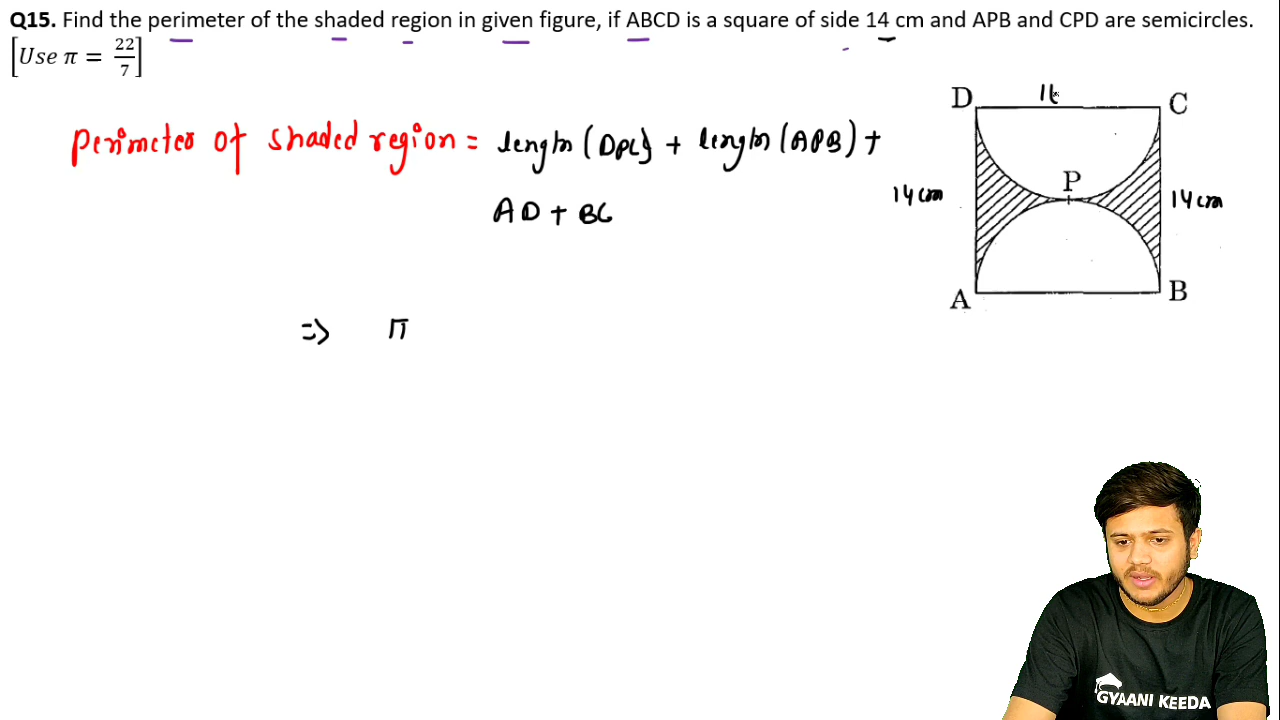 Q15. Find the perimeter of the shaded region in given figure, if ABCD is a square of side 14 cm and APB and CPD are semicircles.
[Use π = 22/7]
D 14 C
Perimeter of shaded region = length (DPC) + length (APB) +
P
14 cm 14 cm
AD + BC
A B
=> π
GYAANI KEEDA